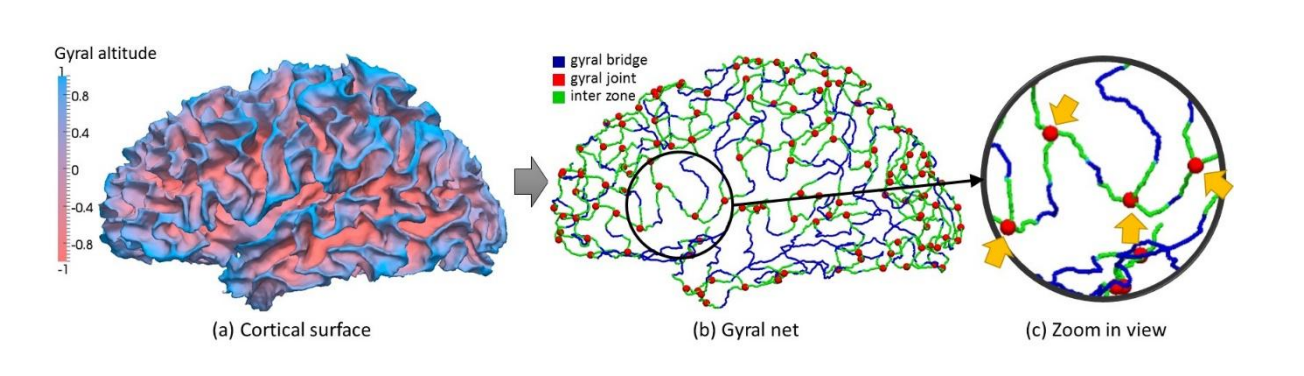 Gyral altitude
1
0.8
0.4
0
-0.4
-0.8
-1
gyral bridge
gyral joint
inter zone
(a) Cortical surface
(b) Gyral net
(c) Zoom in view